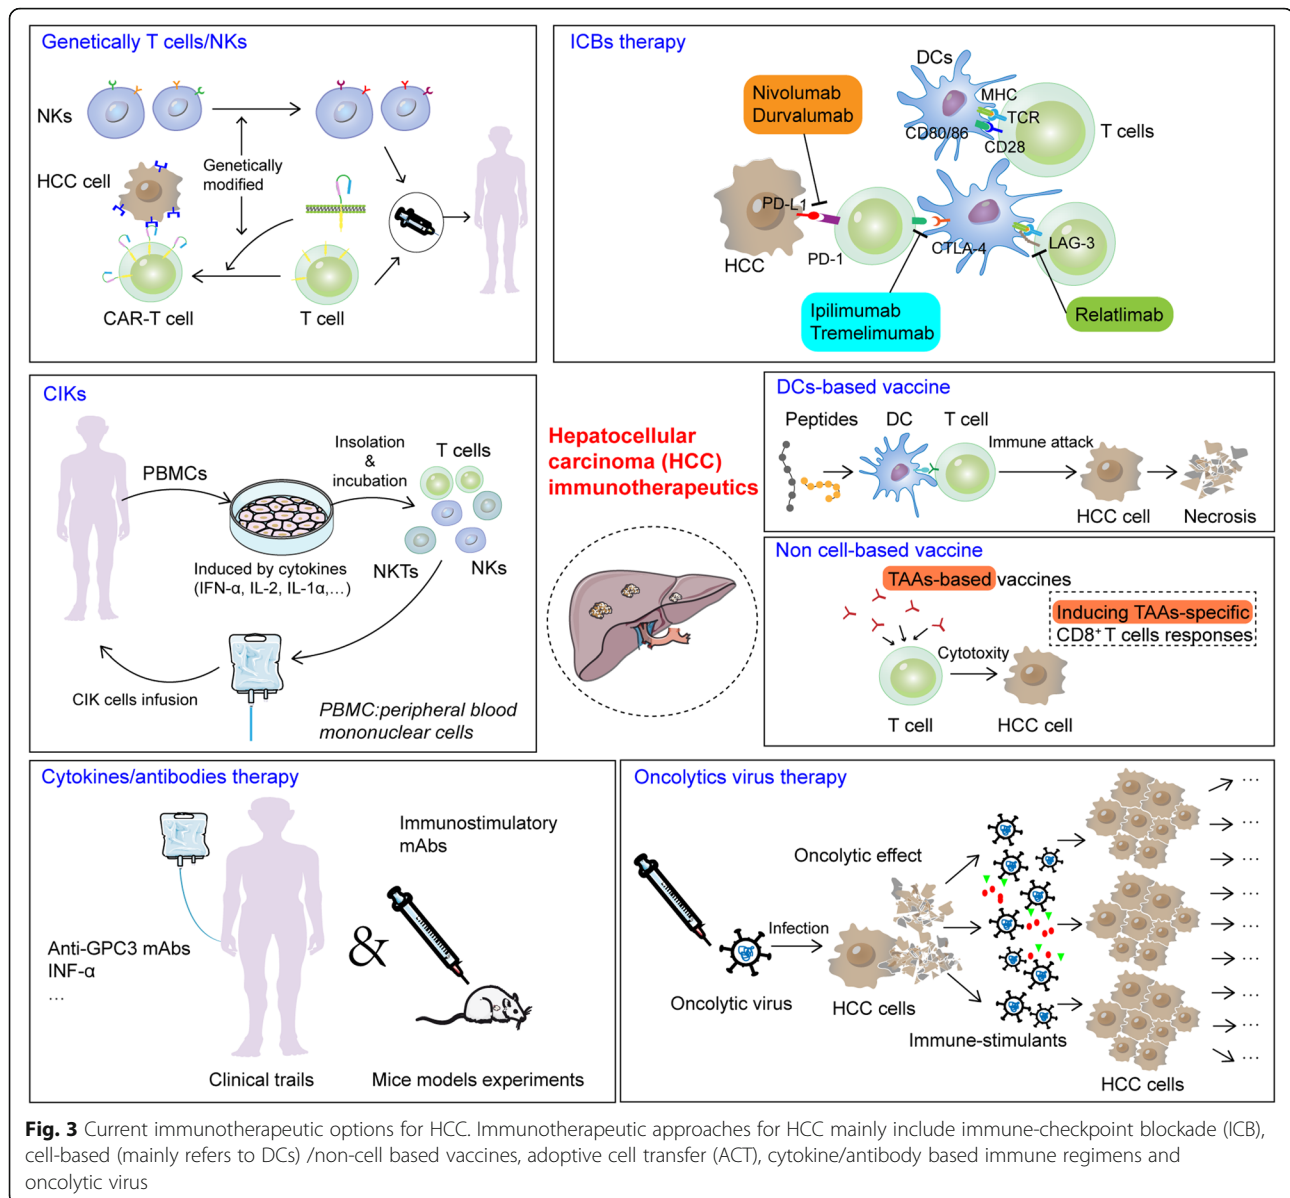 Genetically T cells/NKs
NKs
HCC cell
Genetically
modified
CAR-T cell
T cell
ICBs therapy
DCs
Nivolumab
Durvalumab
MHC
TCR
CD80/86
CD28
T cells
PD-L1
HCC
PD-1
CTLA-4
LAG-3
Ipilimumab
Tremelimumab
Relatlimab
CIKs
PBMCs
Insolation
&
incubation
T cells
NKTs
NKs
Induced by cytokines
(IFN-α, IL-2, IL-1α,...)
CIK cells infusion
PBMC:peripheral blood
mononuclear cells
Hepatocellular
carcinoma (HCC)
immunotherapeutics
DCs-based vaccine
Peptides
DC
T cell
Immune attack
HCC cell
Necrosis
Non cell-based vaccine
TAAs-based vaccines
Inducing TAAs-specific
CD8⁺ T cells responses
Cytotoxity
T cell
HCC cell
Cytokines/antibodies therapy
Immunostimulatory
mAbs
Anti-GPC3 mAbs
INF-α
...
&
Clinical trails
Mice models experiments
Oncolytics virus therapy
Oncolytic effect
Infection
Oncolytic virus
HCC cells
Immune-stimulants
HCC cells
...
...
...
...
...
...
...
...
...
Fig. 3 Current immunotherapeutic options for HCC. Immunotherapeutic approaches for HCC mainly include immune-checkpoint blockade (ICB),
cell-based (mainly refers to DCs) /non-cell based vaccines, adoptive cell transfer (ACT), cytokine/antibody based immune regimens and
oncolytic virus